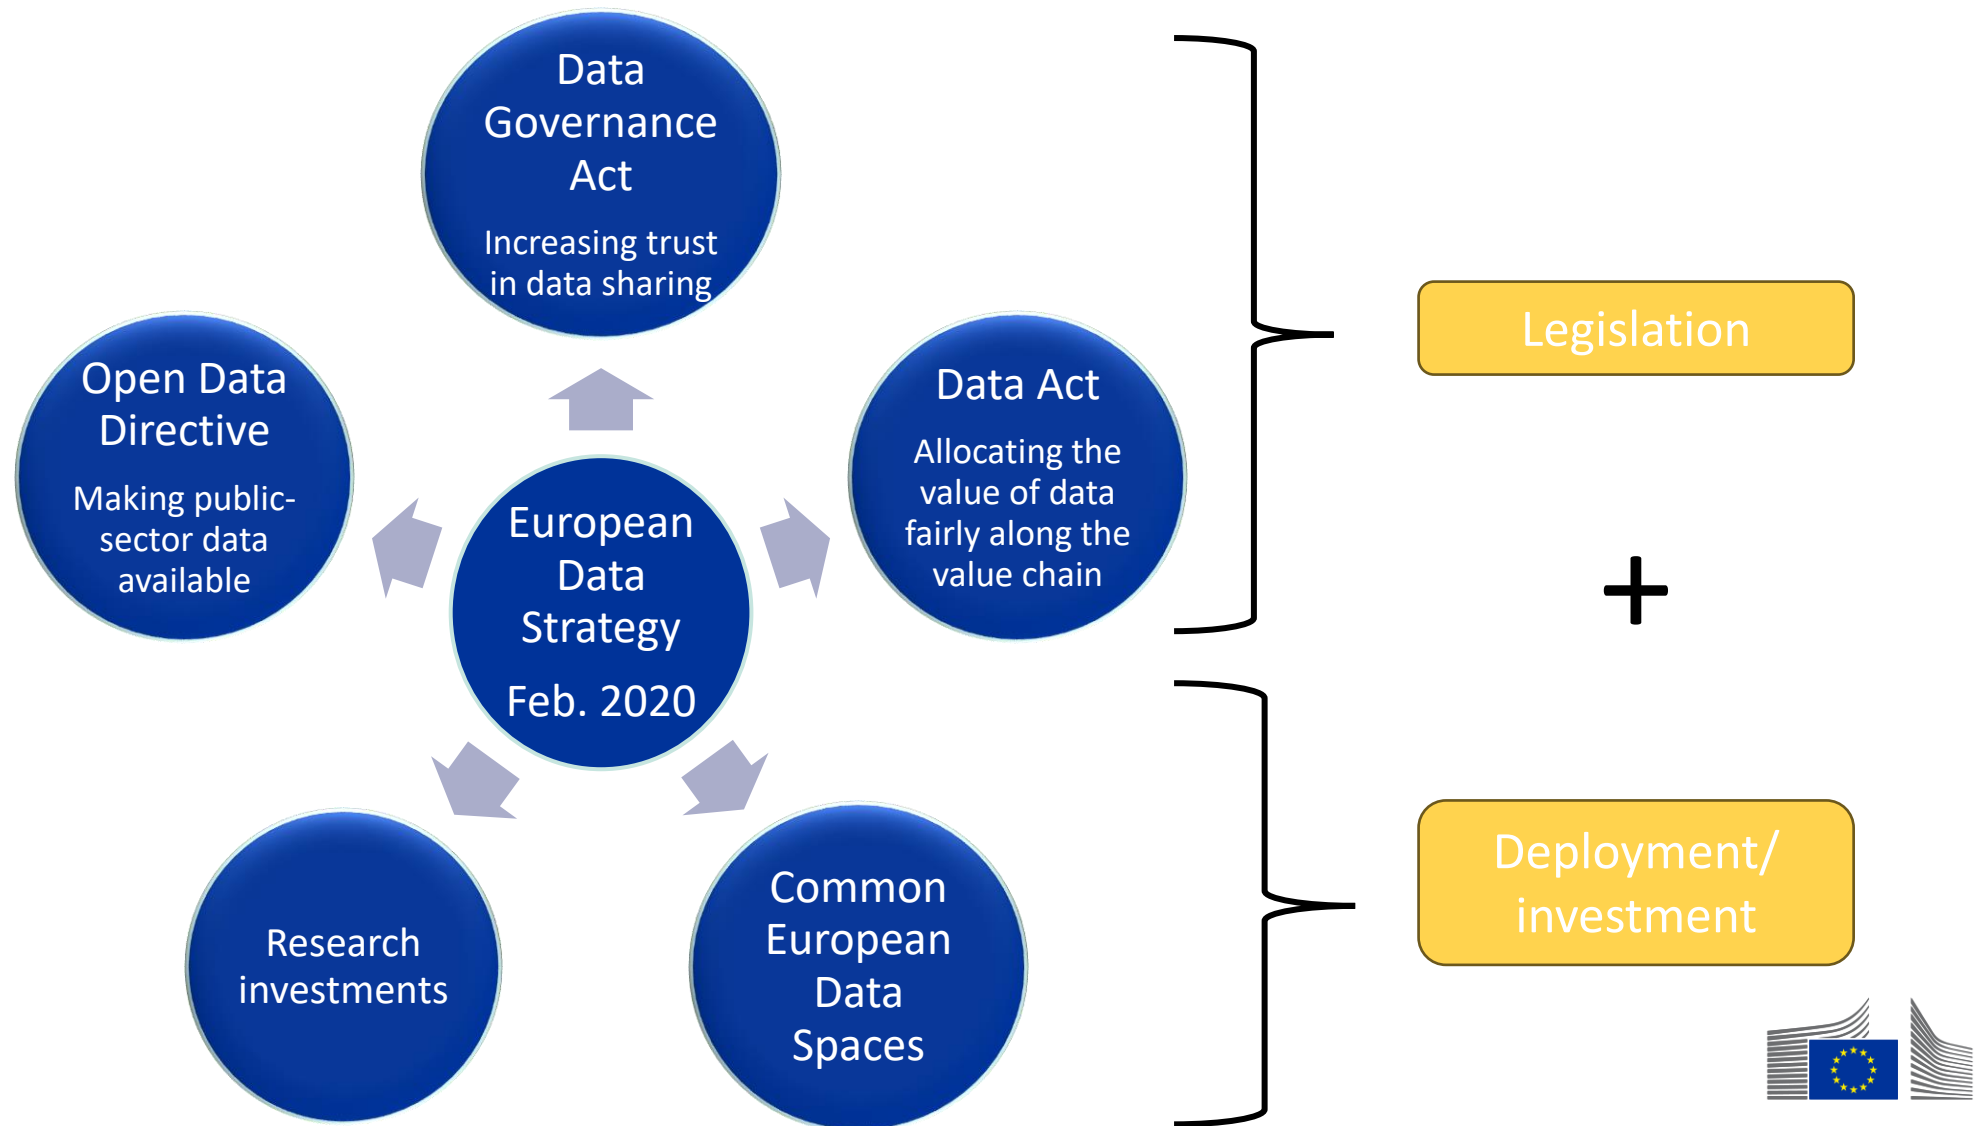 Data
Governance
Act
Increasing trust
in data sharing
Open Data
Directive
Making public-
sector data
available
European
Data
Strategy
Feb. 2020
Data Act
Allocating the
value of data
fairly along the
value chain
Research
investments
Common
European
Data
Spaces
Legislation
+
Deployment/
investment